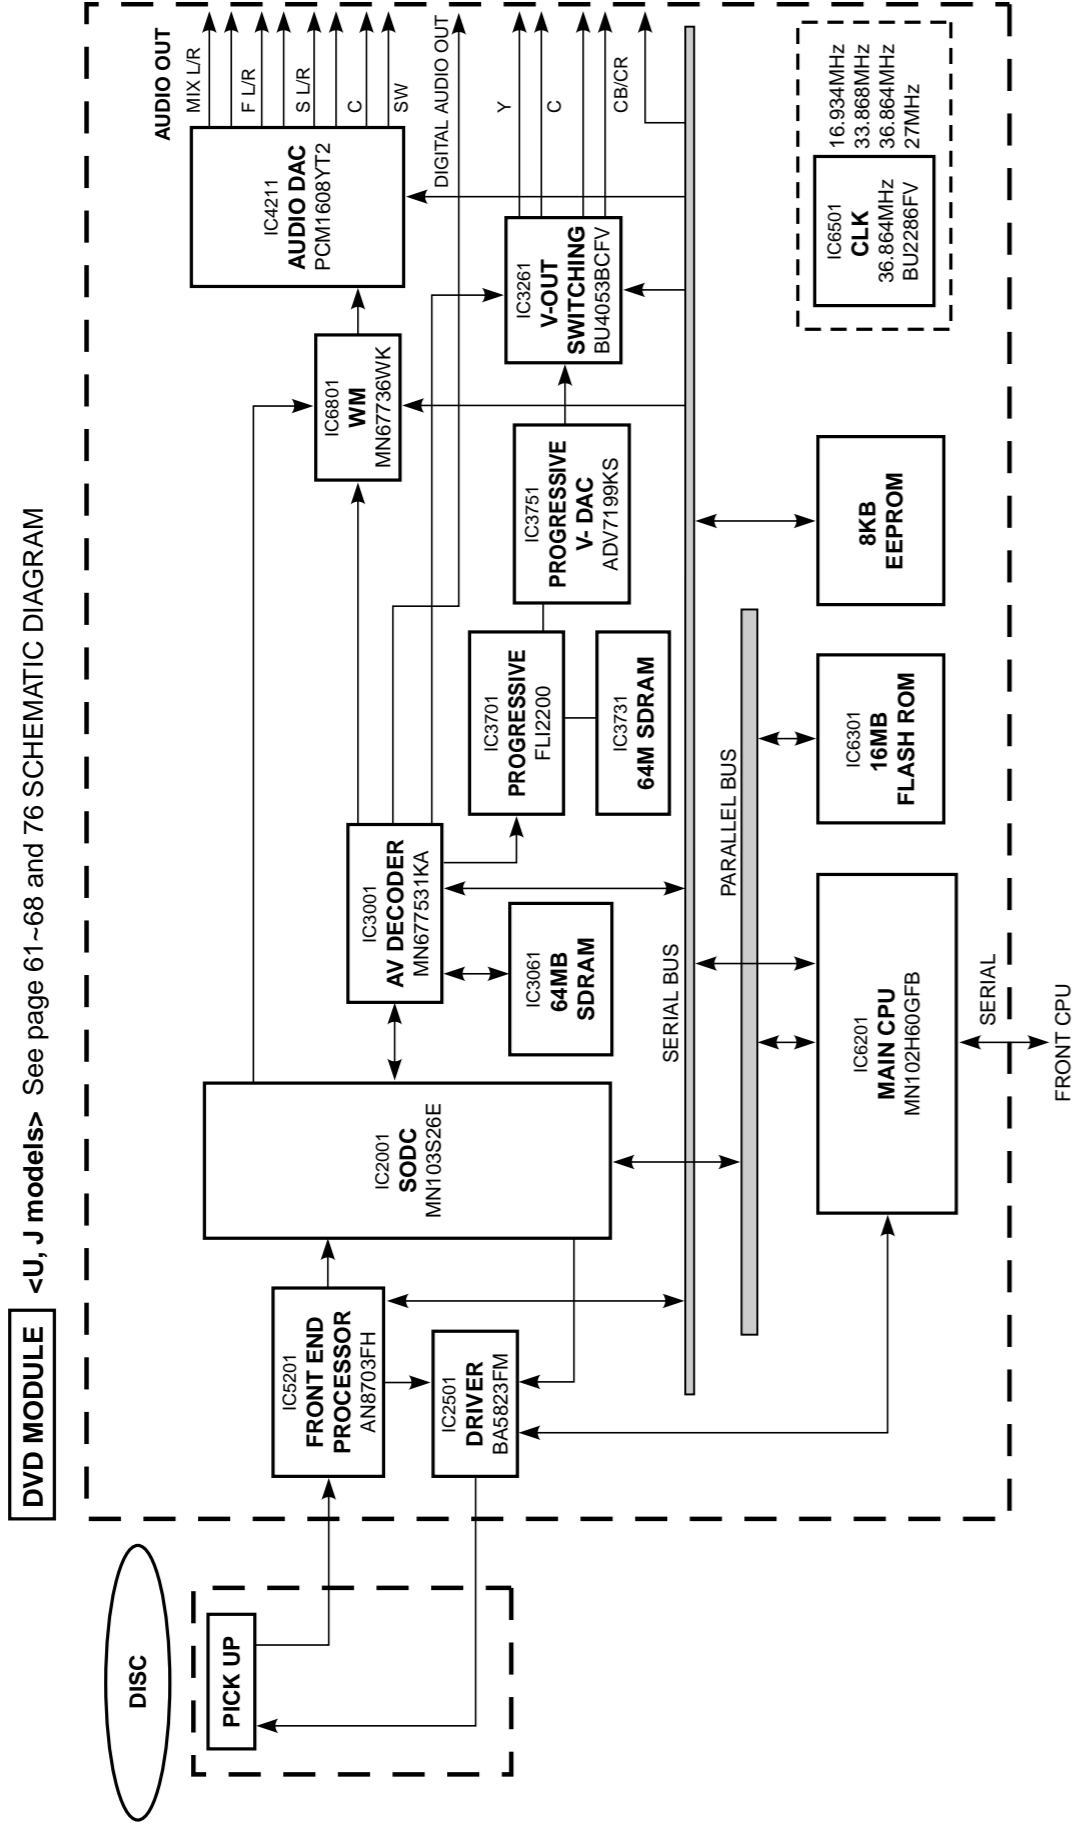 DVD MODULE <U, J models> See page 61~68 and 76 SCHEMATIC DIAGRAM
DISC
PICK UP
IC5201
FRONT END
PROCESSOR
AN8703FH
IC2501
DRIVER
BA5823FM
IC2001
SODC
MN103S26E
IC3001
AV DECODER
MN677531KA
IC3061
64MB
SDRAM
IC3701
PROGRESSIVE
FLI2200
IC3731
64M SDRAM
IC3751
PROGRESSIVE
V- DAC
ADV7199KS
IC6801
WM
MN67736WK
IC4211
AUDIO DAC
PCM1608YT2
IC3261
V-OUT
SWITCHING
BU4053BCFV
AUDIO OUT
MIX L/R
F L/R
S L/R
C
SW
DIGITAL AUDIO OUT
Y
C
CB/CR
SERIAL BUS
PARALLEL BUS
IC6201
MAIN CPU
MN102H60GFB
SERIAL
FRONT CPU
IC6301
16MB
FLASH ROM
8KB
EEPROM
IC6501
CLK
36.864MHz
BU2286FV
16.934MHz
33.868MHz
36.864MHz
27MHz